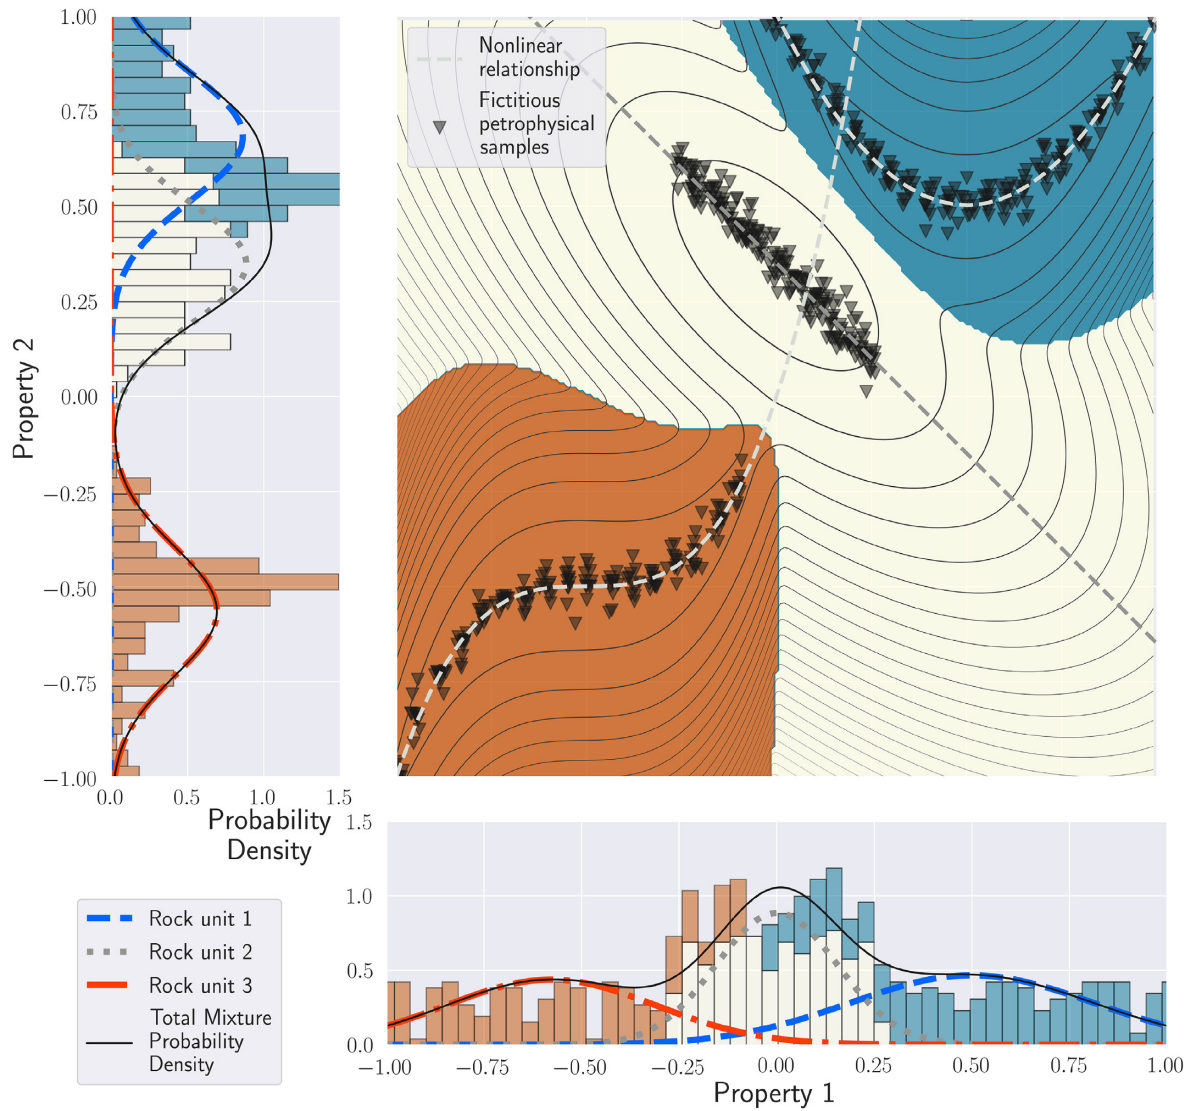 1.00
0.75
0.50
0.25
0.00
−0.25
−0.50
−0.75
−1.00
Property 2
0.0
0.5
1.0
1.5
Probability
Density
Nonlinear
relationship
Fictitious
petrophysical
samples
1.5
1.0
0.5
0.0
−1.00
−0.75
−0.50
−0.25
0.00
0.25
0.50
0.75
1.00
Property 1
Rock unit 1
Rock unit 2
Rock unit 3
Total Mixture
Probability
Density